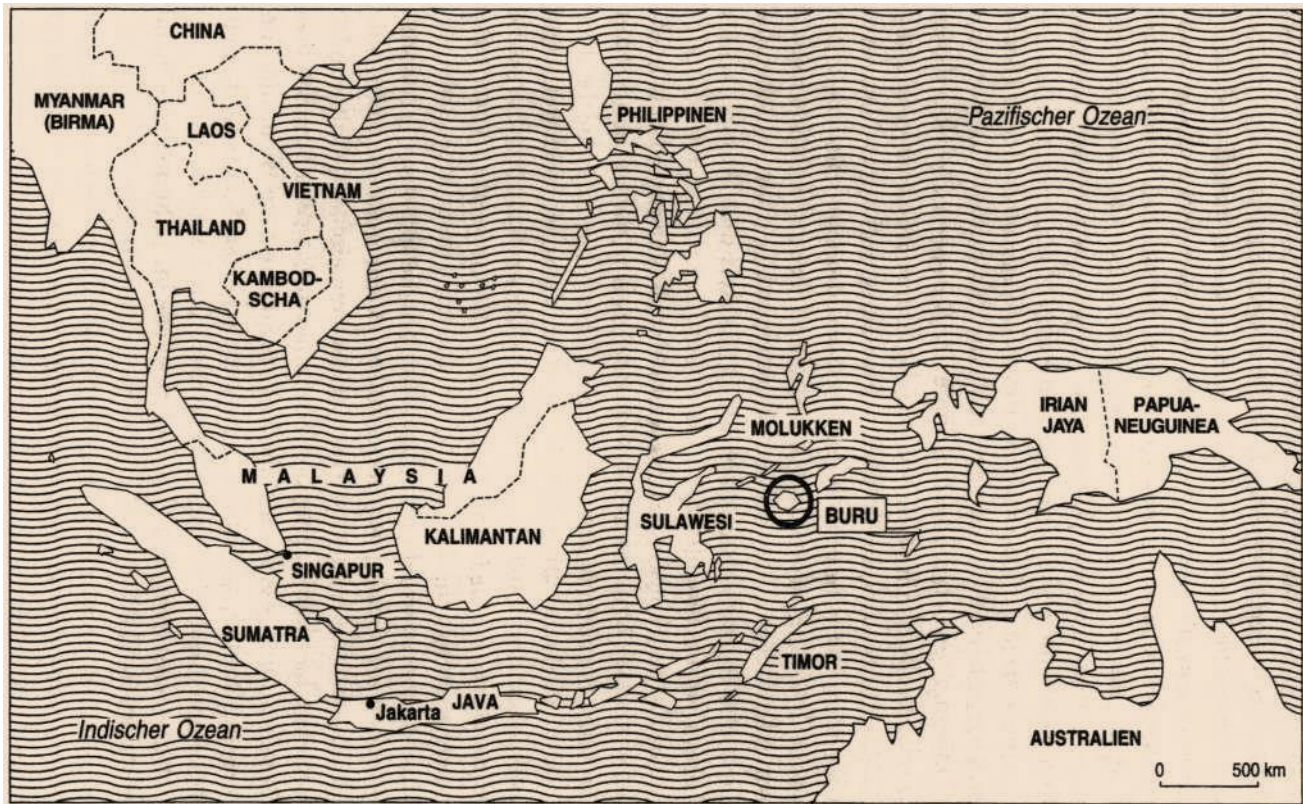 CHINA
MYANMAR
(BIRMA)
LAOS
PHILIPPINEN
Pazifischer Ozean
VIETNAM
THAILAND
KAMBOD-
SCHA
IRIAN
JAYA
PAPUA-
NEUGUINEA
MOLUKKEN
MALAYSIA
BURU
SULAWESI
KALIMANTAN
SINGAPUR
SUMATRA
TIMOR
JAVA
Jakarta
Indischer Ozean
AUSTRALIEN
0 500 km